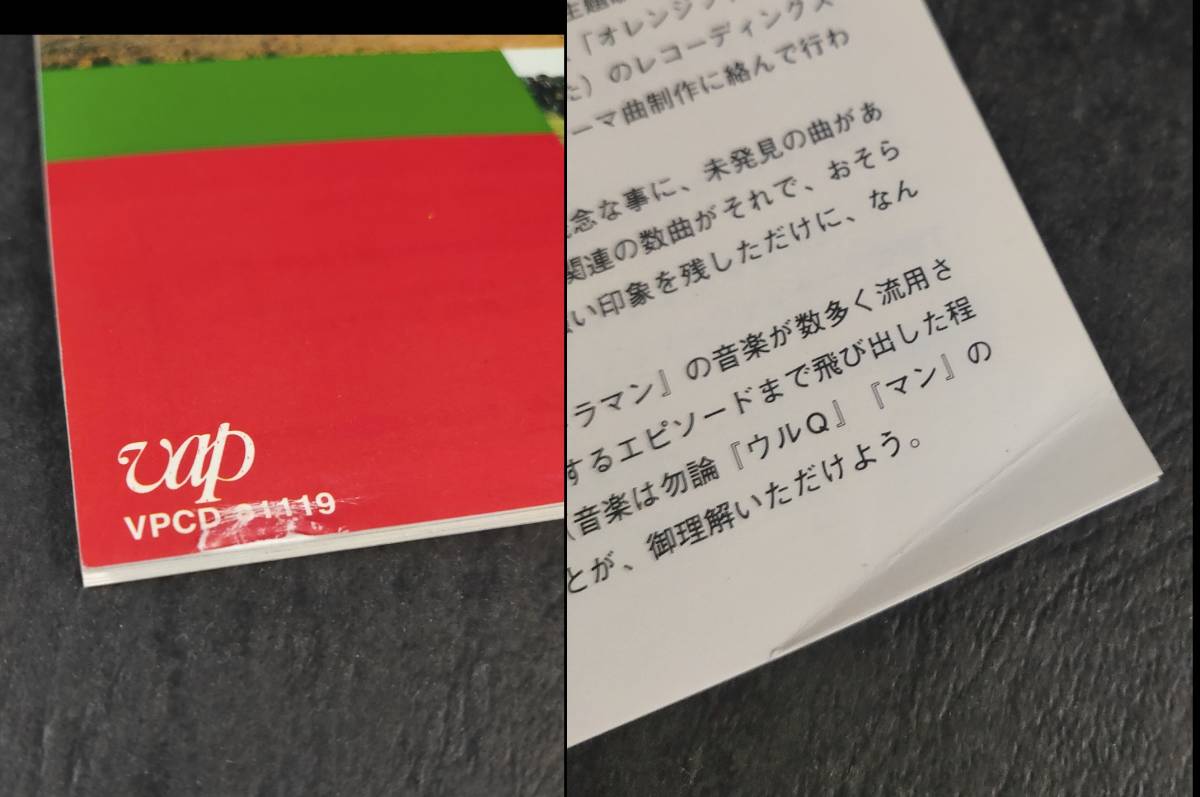 vap
VPCD 81119
「オレンジ
た）のレコーディングス
ーマ曲制作に絡んで行わ
念な事に、未発見の曲があ
関連の数曲がそれで、おそら
い印象を残しただけに、なん
ラマン』の音楽が数多く流用さ
するエピソードまで飛び出した程
音楽は勿論『ウルQ』『マン』の
とが、御理解いただけよう。